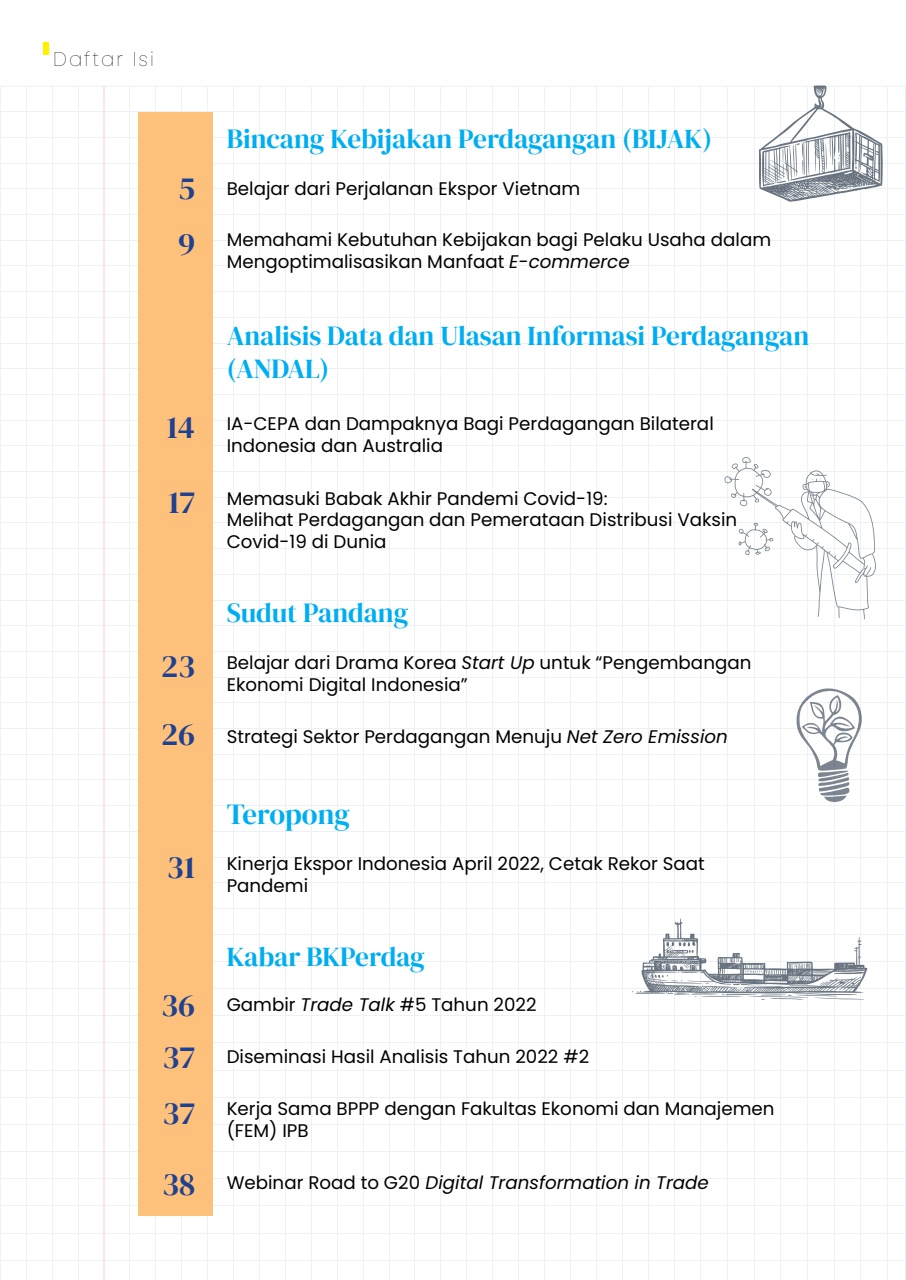 Daftar Isi
Bincang Kebijakan Perdagangan (BIJAK)
5 Belajar dari Perjalanan Ekspor Vietnam
9 Memahami Kebutuhan Kebijakan bagi Pelaku Usaha dalam
Mengoptimalisasikan Manfaat E-commerce
Analisis Data dan Ulasan Informasi Perdagangan
(ANDAL)
14 IA-CEPA dan Dampaknya Bagi Perdagangan Bilateral
Indonesia dan Australia
17 Memasuki Babak Akhir Pandemi Covid-19:
Melihat Perdagangan dan Pemerataan Distribusi Vaksin
Covid-19 di Dunia
Sudut Pandang
23 Belajar dari Drama Korea Start Up untuk “Pengembangan
Ekonomi Digital Indonesia”
26 Strategi Sektor Perdagangan Menuju Net Zero Emission
Teropong
31 Kinerja Ekspor Indonesia April 2022, Cetak Rekor Saat
Pandemi
Kabar BKPerdag
36 Gambir Trade Talk #5 Tahun 2022
37 Diseminasi Hasil Analisis Tahun 2022 #2
37 Kerja Sama BPPP dengan Fakultas Ekonomi dan Manajemen
(FEM) IPB
38 Webinar Road to G20 Digital Transformation in Trade